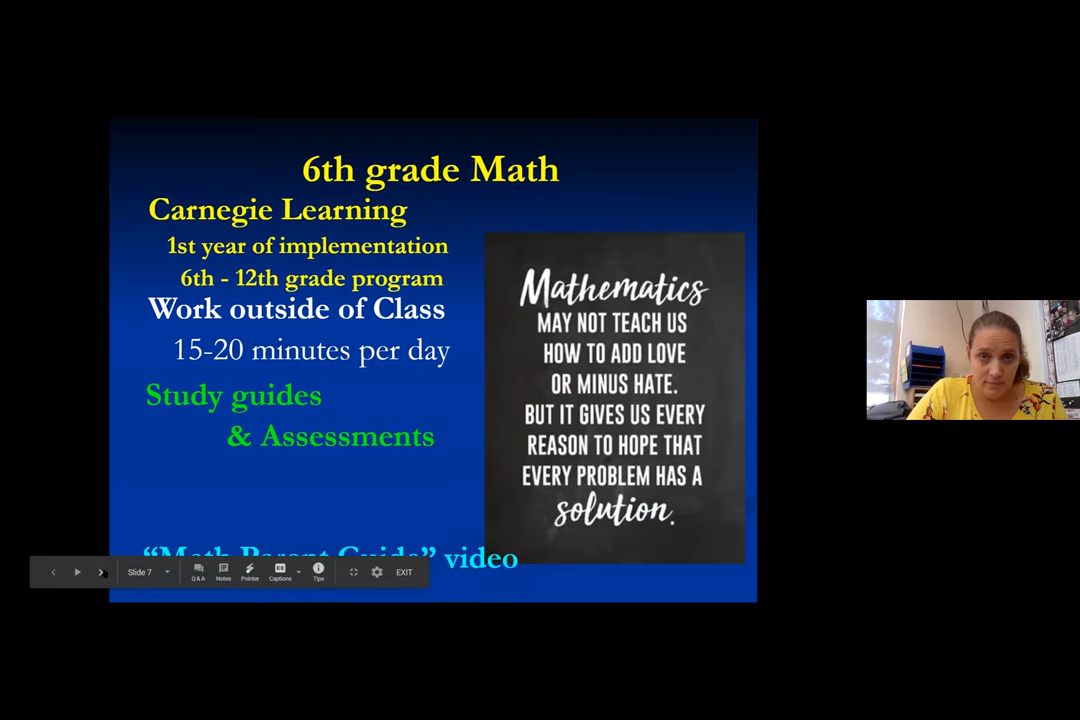 6th grade Math
Carnegie Learning
1st year of implementation
6th - 12th grade program
Work outside of Class
15-20 minutes per day
Study guides
& Assessments
Mathematics
MAY NOT TEACH US
HOW TO ADD LOVE
OR MINUS HATE.
BUT IT GIVES US EVERY
REASON TO HOPE THAT
EVERY PROBLEM HAS A
solution.
“Math Parent Guide” video
Slide 7
Q & A
Notes
Pointer
Captions
Tips
EXIT